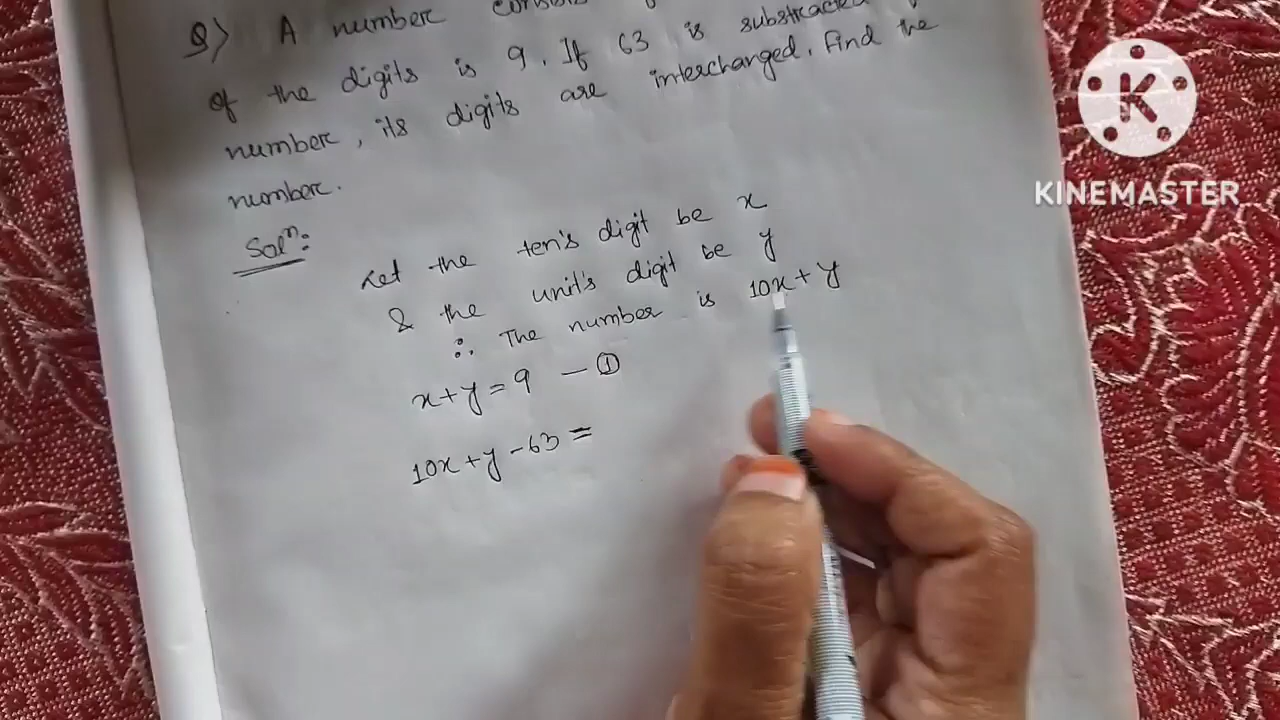 Q> A number
of the digits is 9. If 63 is substracted
number, its digits are interchanged. Find the
number.
Solⁿ:
Let the ten's digit be x
& the unit's digit be y
∴ The number is 10x + y
x + y = 9 — ①
10x + y - 63 =
K
KINEMASTER